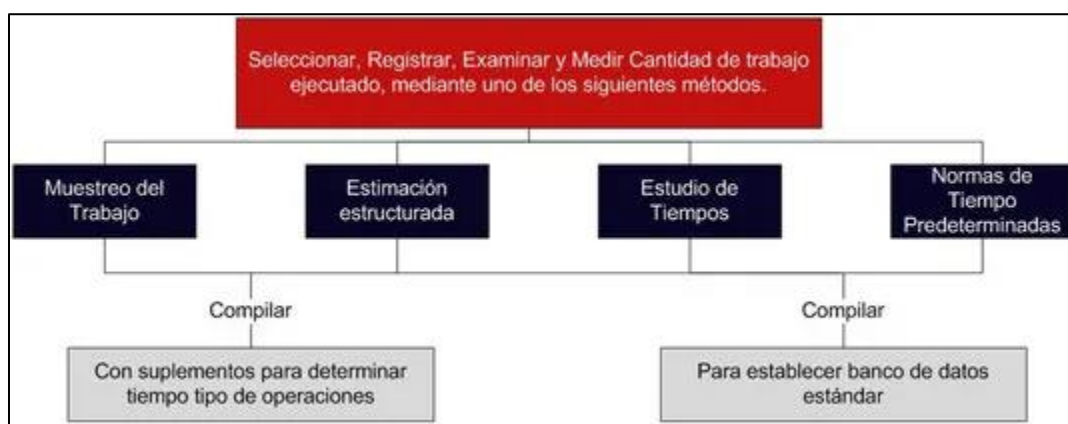 Seleccionar, Registrar, Examinar y Medir Cantidad de trabajo
ejecutado, mediante uno de los siguientes métodos.
Muestreo del
Trabajo
Estimación
estructurada
Estudio de
Tiempos
Normas de
Tiempo
Predeterminadas
Compilar
Compilar
Con suplementos para determinar
tiempo tipo de operaciones
Para establecer banco de datos
estándar